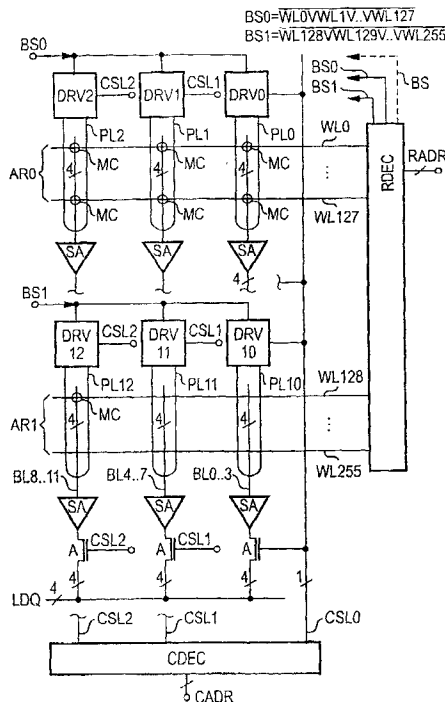 BS0=WL0VWL1V..VWL127
BS1=WL128VWL129V..VWL255
BS0
BS0
BS1
BS
DRV2
CSL2
DRV1
CSL1
DRV0
PL2
PL1
PL0
WL0
AR0
4
MC
4
MC
4
MC
RDEC
RADR
MC
MC
MC
WL127
SA
SA
SA
4
BS1
DRV
12
CSL2
DRV
11
CSL1
DRV
10
PL12
PL11
PL10
WL128
MC
AR1
4
4
4
WL255
BL8..11
BL4..7
BL0..3
SA
SA
SA
A
CSL2
A
CSL1
A
4
4
4
1
LDQ
4
CSL2
CSL1
CSL0
CDEC
CADR